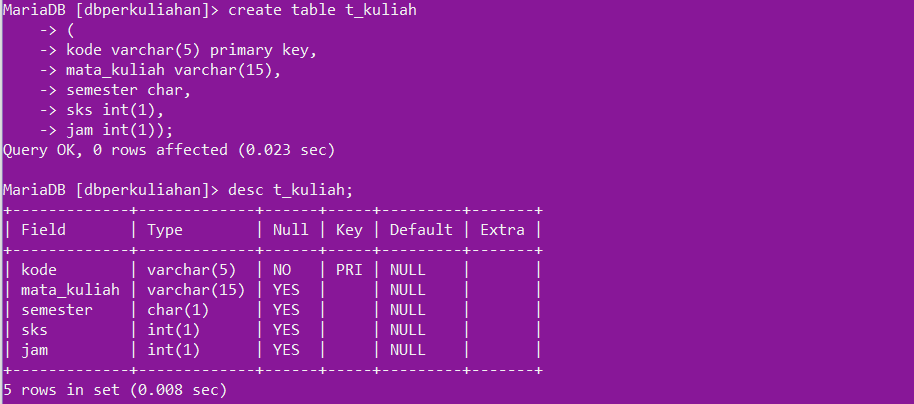 MariaDB [dbperkuliahan]> create table t_kuliah
    -> (
    -> kode varchar(5) primary key,
    -> mata_kuliah varchar(15),
    -> semester char,
    -> sks int(1),
    -> jam int(1));
Query OK, 0 rows affected (0.023 sec)

MariaDB [dbperkuliahan]> desc t_kuliah;
+-------------+-------------+------+-----+---------+-------+
| Field       | Type        | Null | Key | Default | Extra |
+-------------+-------------+------+-----+---------+-------+
| kode        | varchar(5)  | NO   | PRI | NULL    |       |
| mata_kuliah | varchar(15) | YES  |     | NULL    |       |
| semester    | char(1)     | YES  |     | NULL    |       |
| sks         | int(1)      | YES  |     | NULL    |       |
| jam         | int(1)      | YES  |     | NULL    |       |
+-------------+-------------+------+-----+---------+-------+
5 rows in set (0.008 sec)